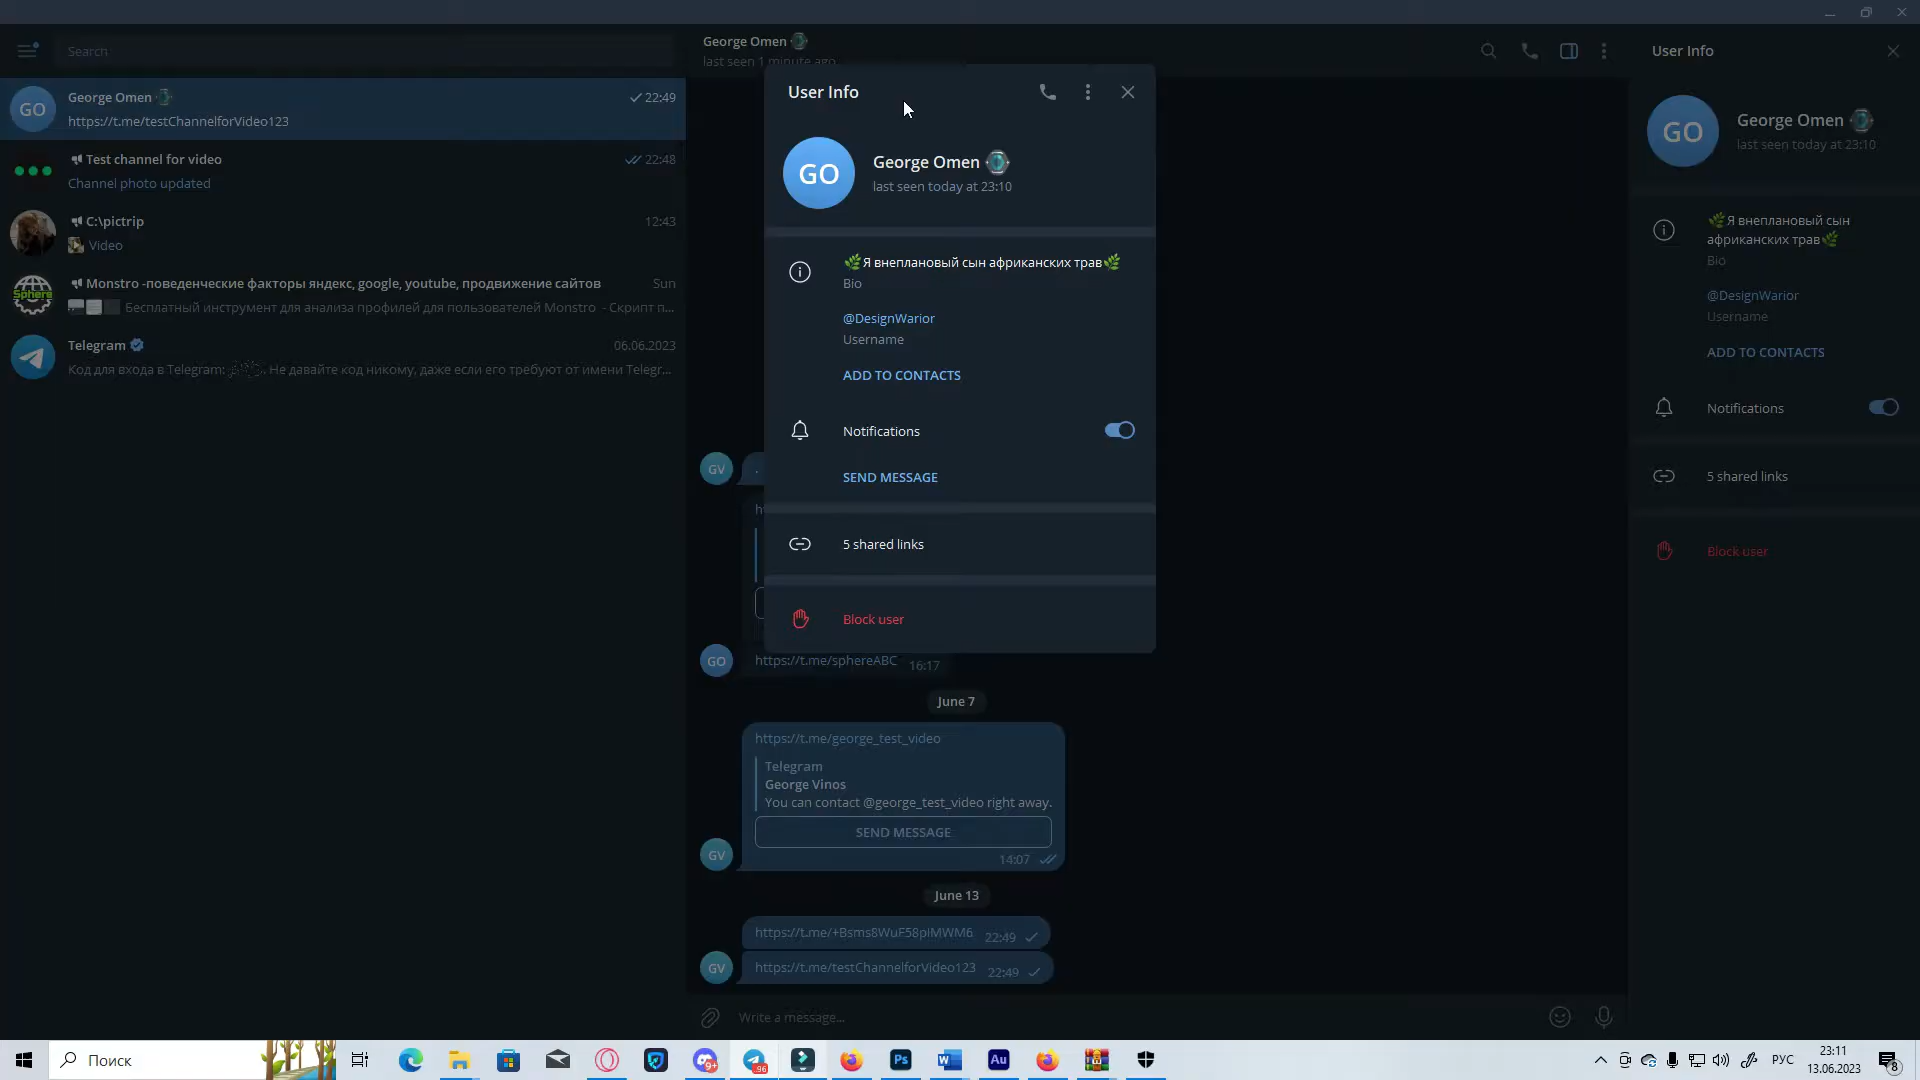 Search
George Omen
22:49
https://t.me/testChannelforVideo123
Test channel for video
22:48
Channel photo updated
C:\pictrip
12:43
Video
Monstro -поведенческие факторы яндекс, google, youtube, продвижение сайтов
Sun
Бесплатный инструмент для анализа профилей для пользователей Monstro - Скрипт п...
Telegram
06.06.2023
Код для входа в Telegram: . Не давайте код никому, даже если его требуют от имени Telegr...
George Omen
last seen 1 minute ago
User Info
GO
George Omen
last seen today at 23:10
🌿Я внеплановый сын африканских трав🌿
Bio
@DesignWarior
Username
ADD TO CONTACTS
Notifications
SEND MESSAGE
5 shared links
Block user
GV
GO
https://t.me/sphereABC
16:17
June 7
https://t.me/george_test_video
Telegram
George Vinos
You can contact @george_test_video right away.
SEND MESSAGE
14:07
GV
June 13
https://t.me/+Bsms8WuF58piMWM6
22:49
https://t.me/testChannelforVideo123
22:49
GV
Write a message...
User Info
GO
George Omen
last seen today at 23:10
🌿Я внеплановый сын
африканских трав🌿
Bio
@DesignWarior
Username
ADD TO CONTACTS
Notifications
5 shared links
Block user
GO
Sphere
Поиск
9+
96
Ps
W
Au
РУС
23:11
13.06.2023
8